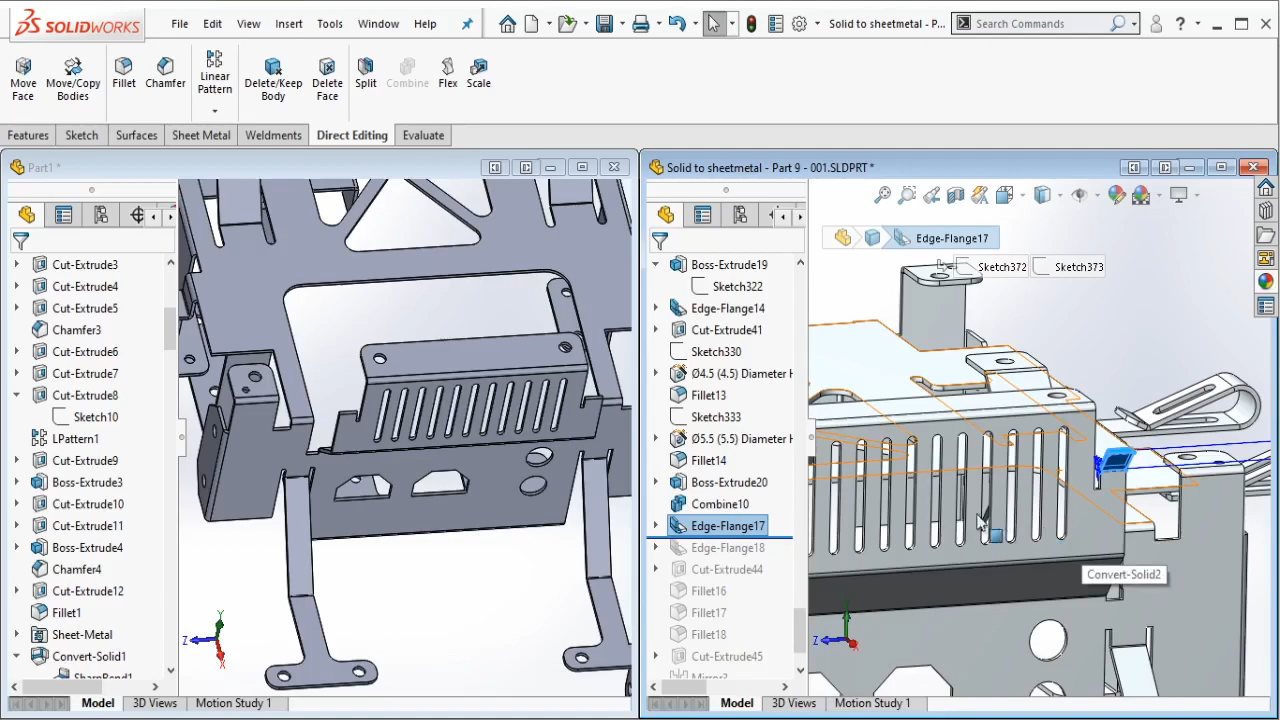 SOLIDWORKS
File Edit View Insert Tools Window Help
Solid to sheetmetal - P...
Search Commands
Move Face
Move/Copy Bodies
Fillet
Chamfer
Linear Pattern
Delete/Keep Body
Delete Face
Split
Combine
Flex
Scale
Features Sketch Surfaces Sheet Metal Weldments Direct Editing Evaluate
Part1 *
Cut-Extrude3
Cut-Extrude4
Cut-Extrude5
Chamfer3
Cut-Extrude6
Cut-Extrude7
Cut-Extrude8
Sketch10
LPattern1
Cut-Extrude9
Boss-Extrude3
Cut-Extrude10
Cut-Extrude11
Boss-Extrude4
Chamfer4
Cut-Extrude12
Fillet1
Sheet-Metal
Convert-Solid1
SharpBend1
Y
Z
X
Model 3D Views Motion Study 1
Solid to sheetmetal - Part 9 - 001.SLDPRT *
Boss-Extrude19
Sketch322
Edge-Flange14
Cut-Extrude41
Sketch330
Ø4.5 (4.5) Diameter H
Fillet13
Sketch333
Ø5.5 (5.5) Diameter H
Fillet14
Boss-Extrude20
Combine10
Edge-Flange17
Edge-Flange18
Cut-Extrude44
Fillet16
Fillet17
Fillet18
Cut-Extrude45
Mirror3
Edge-Flange17
Sketch372 Sketch373
Convert-Solid2
Y
Z
Model 3D Views Motion Study 1